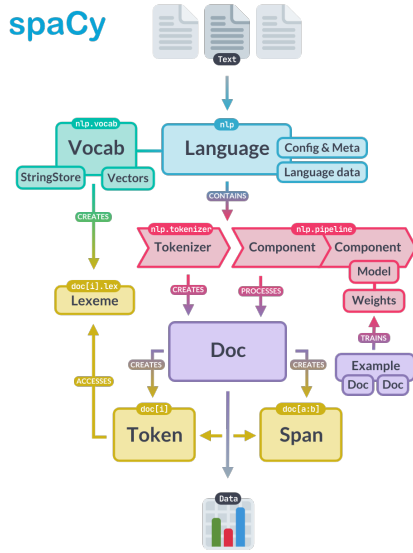 spaCy
Text
nlp.vocab
nlp
Vocab
Language
Config & Meta
StringStore
Vectors
Language data
CREATES
CONTAINS
nlp.tokenizer
nlp.pipeline
Tokenizer
Component
Component
Model
doc[i].lex
Lexeme
CREATES
PROCESSES
Weights
Doc
TRAINS
ACCESSES
CREATES
CREATES
Example
Doc
Doc
doc[i]
doc[a:b]
Token
Span
Data